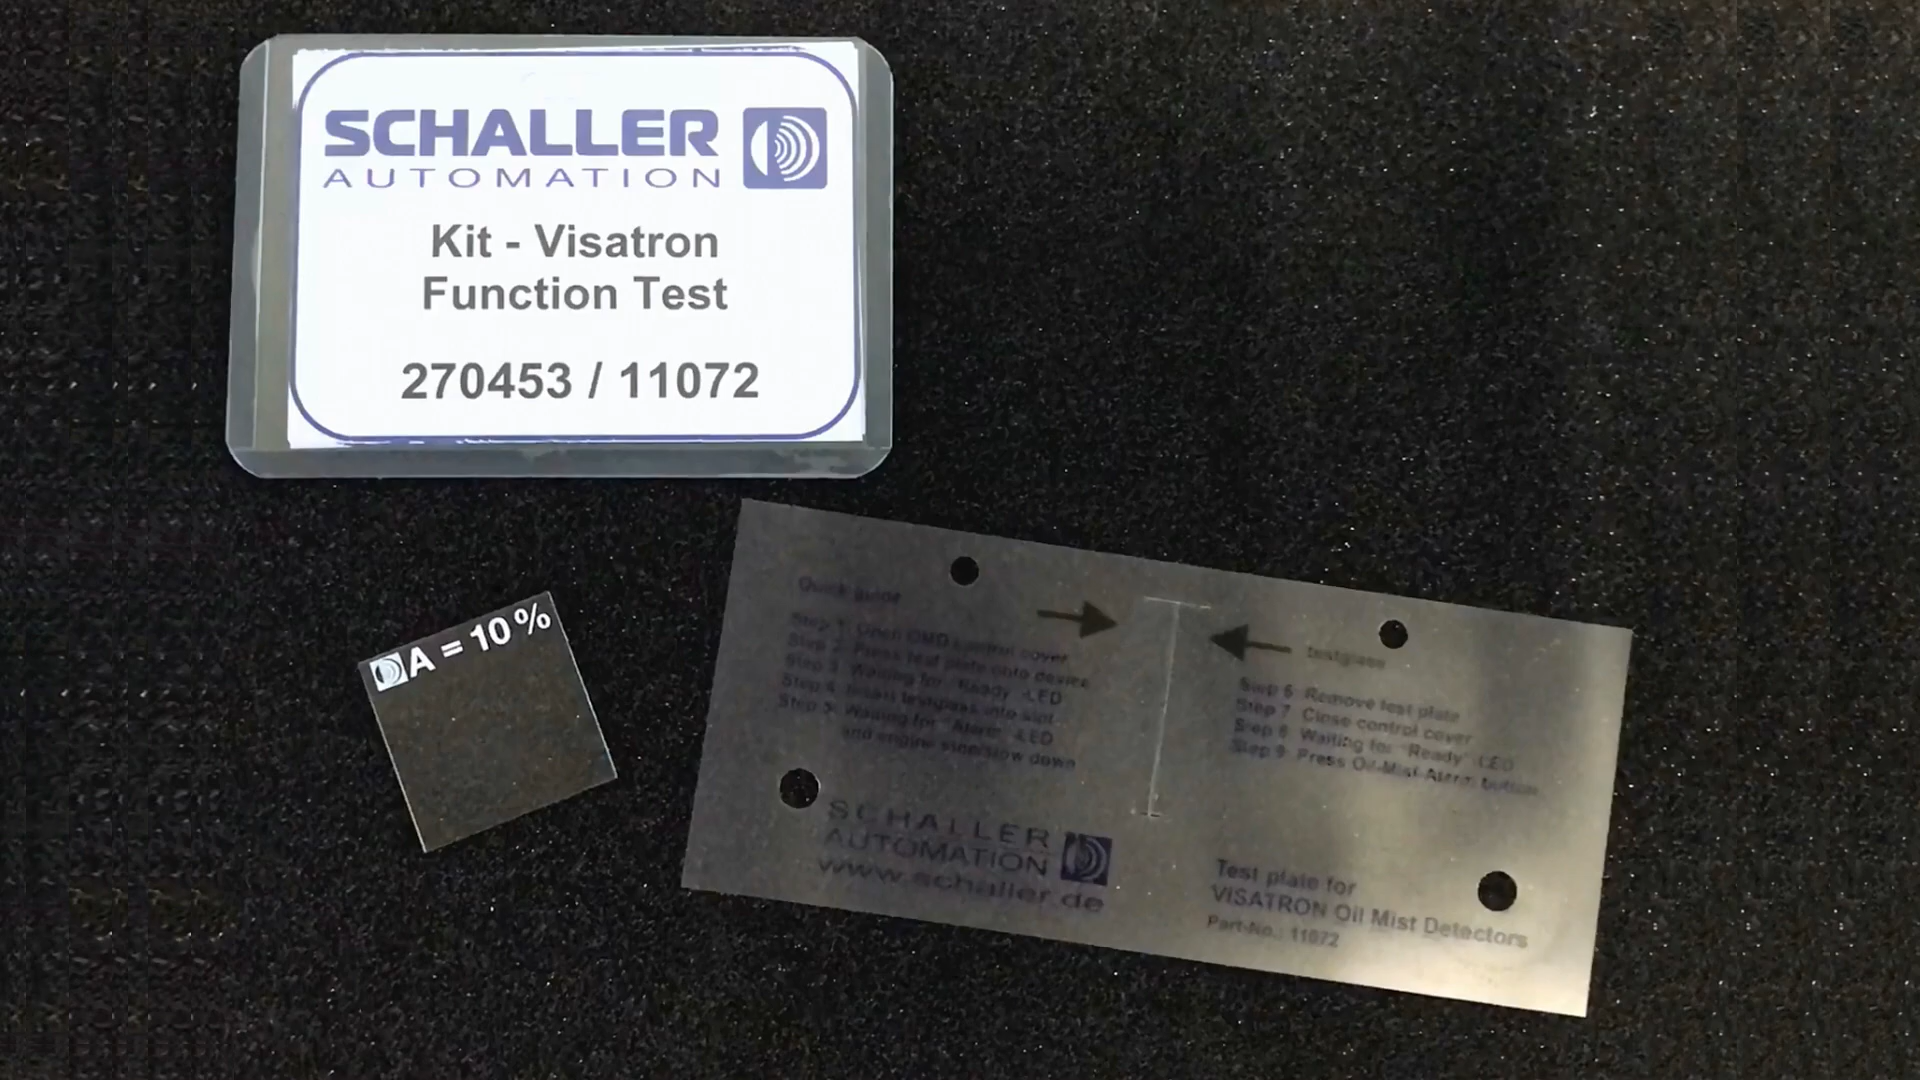 SCHALLER
AUTOMATION
Kit - Visatron
Function Test
270453 / 11072
A = 10 %
Quick guide
Step 1: Open OMD control cover
Step 2: Press test plate onto device
Step 3: Waiting for "Ready"-LED
Step 4: Insert testglass into slot
Step 5: Waiting for "Alarm"-LED
and engine stop/slow down
testglass
Step 6: Remove test plate
Step 7: Close control cover
Step 8: Waiting for "Ready" LED
Step 9: Press Oil-Mist-Alarm button
SCHALLER
AUTOMATION
www.schaller.de
Test plate for
VISATRON Oil Mist Detectors
Part-No.: 11072